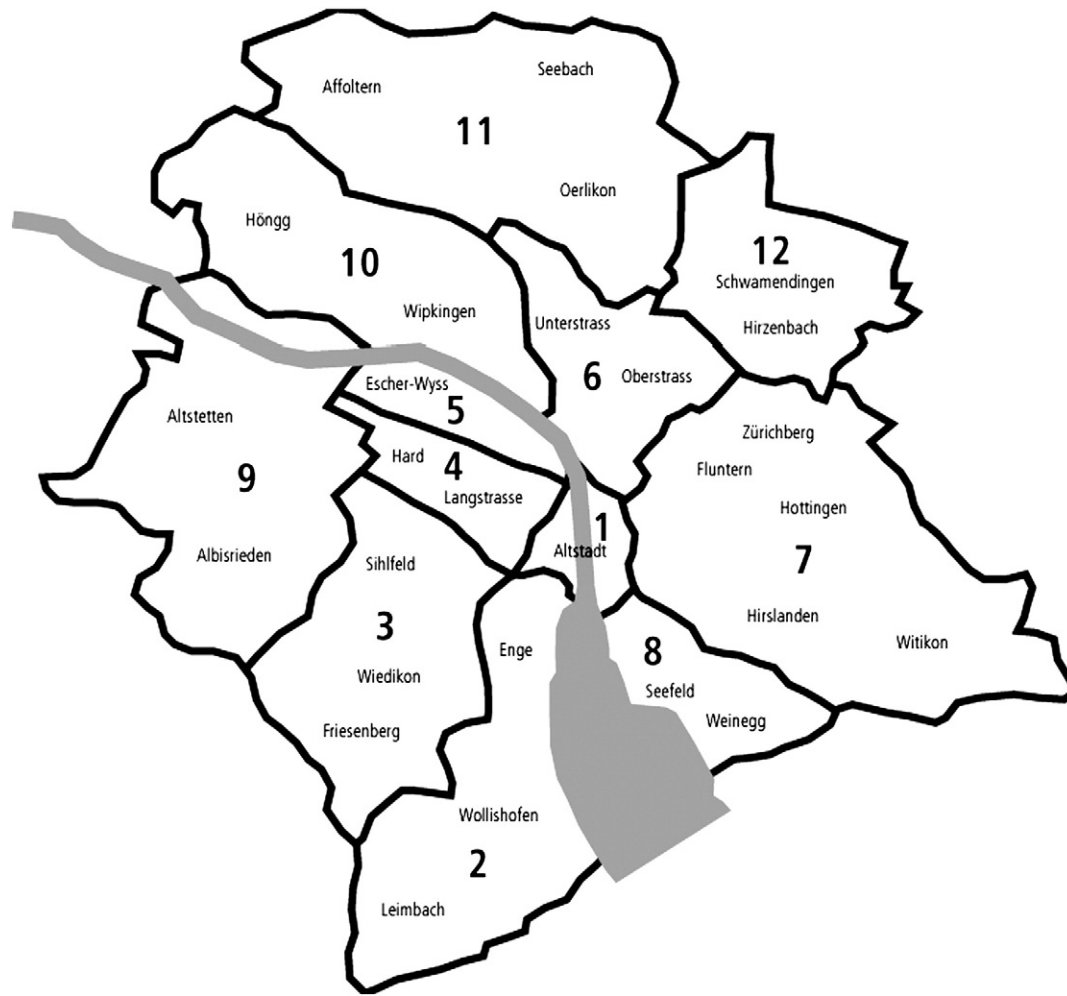 Seebach
Affoltern
11
Oerlikon
Höngg
12
10
Schwamendingen
Wipkingen
Unterstrass
Hirzenbach
6
Oberstrass
Escher-Wyss
5
Altstetten
Zürichberg
Hard
4
Fluntern
9
Langstrasse
Hottingen
1
Altstadt
Albisrieden
7
Sihlfeld
Hirslanden
3
Enge
8
Witikon
Wiedikon
Seefeld
Weinegg
Friesenberg
Wollishofen
2
Leimbach